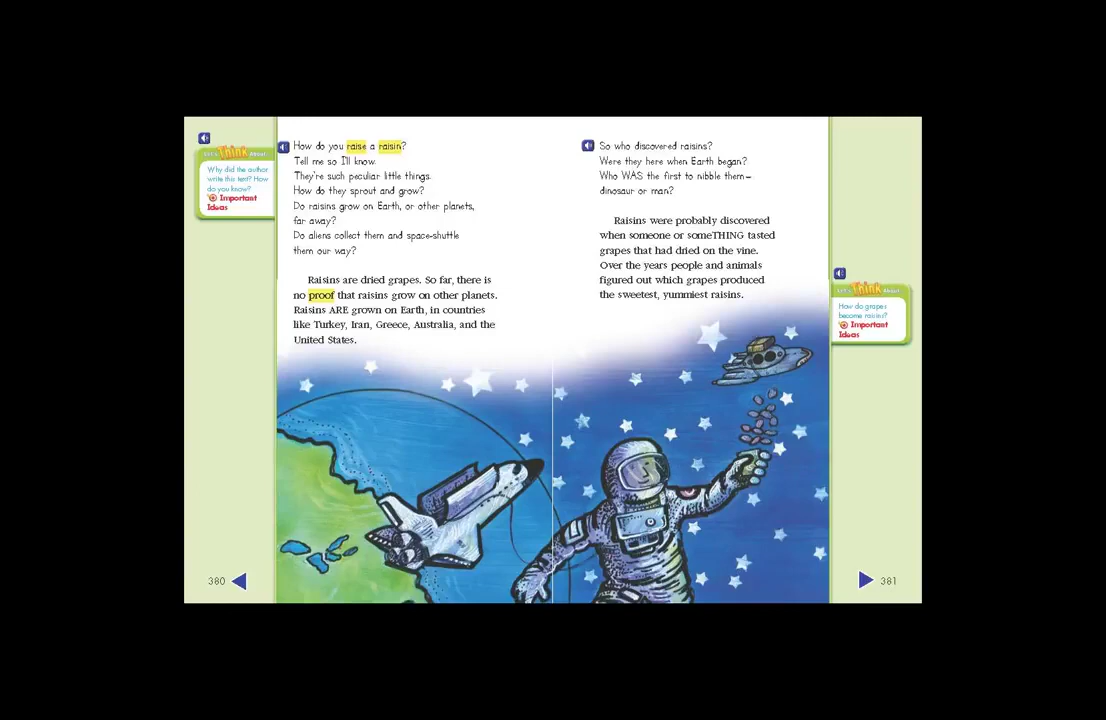 Let's Think About
Why did the author
write this text? How
do you know?
Important
Ideas
How do you raise a raisin?
Tell me so I'll know.
They're such peculiar little things.
How do they sprout and grow?
Do raisins grow on Earth, or other planets,
far away?
Do aliens collect them and space-shuttle
them our way?
Raisins are dried grapes. So far, there is
no proof that raisins grow on other planets.
Raisins ARE grown on Earth, in countries
like Turkey, Iran, Greece, Australia, and the
United States.
380
So who discovered raisins?
Were they here when Earth began?
Who WAS the first to nibble them–
dinosaur or man?
Raisins were probably discovered
when someone or someTHING tasted
grapes that had dried on the vine.
Over the years people and animals
figured out which grapes produced
the sweetest, yummiest raisins.
Let's Think About
How do grapes
become raisins?
Important
Ideas
381